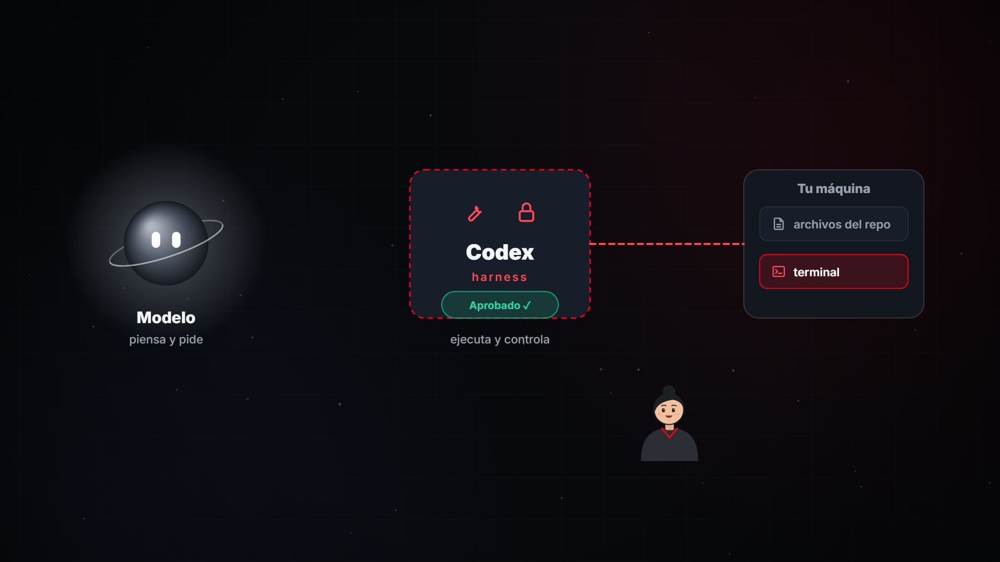 Modelo
piensa y pide
Codex
harness
Aprobado ✓
ejecuta y controla
Tu máquina
archivos del repo
terminal